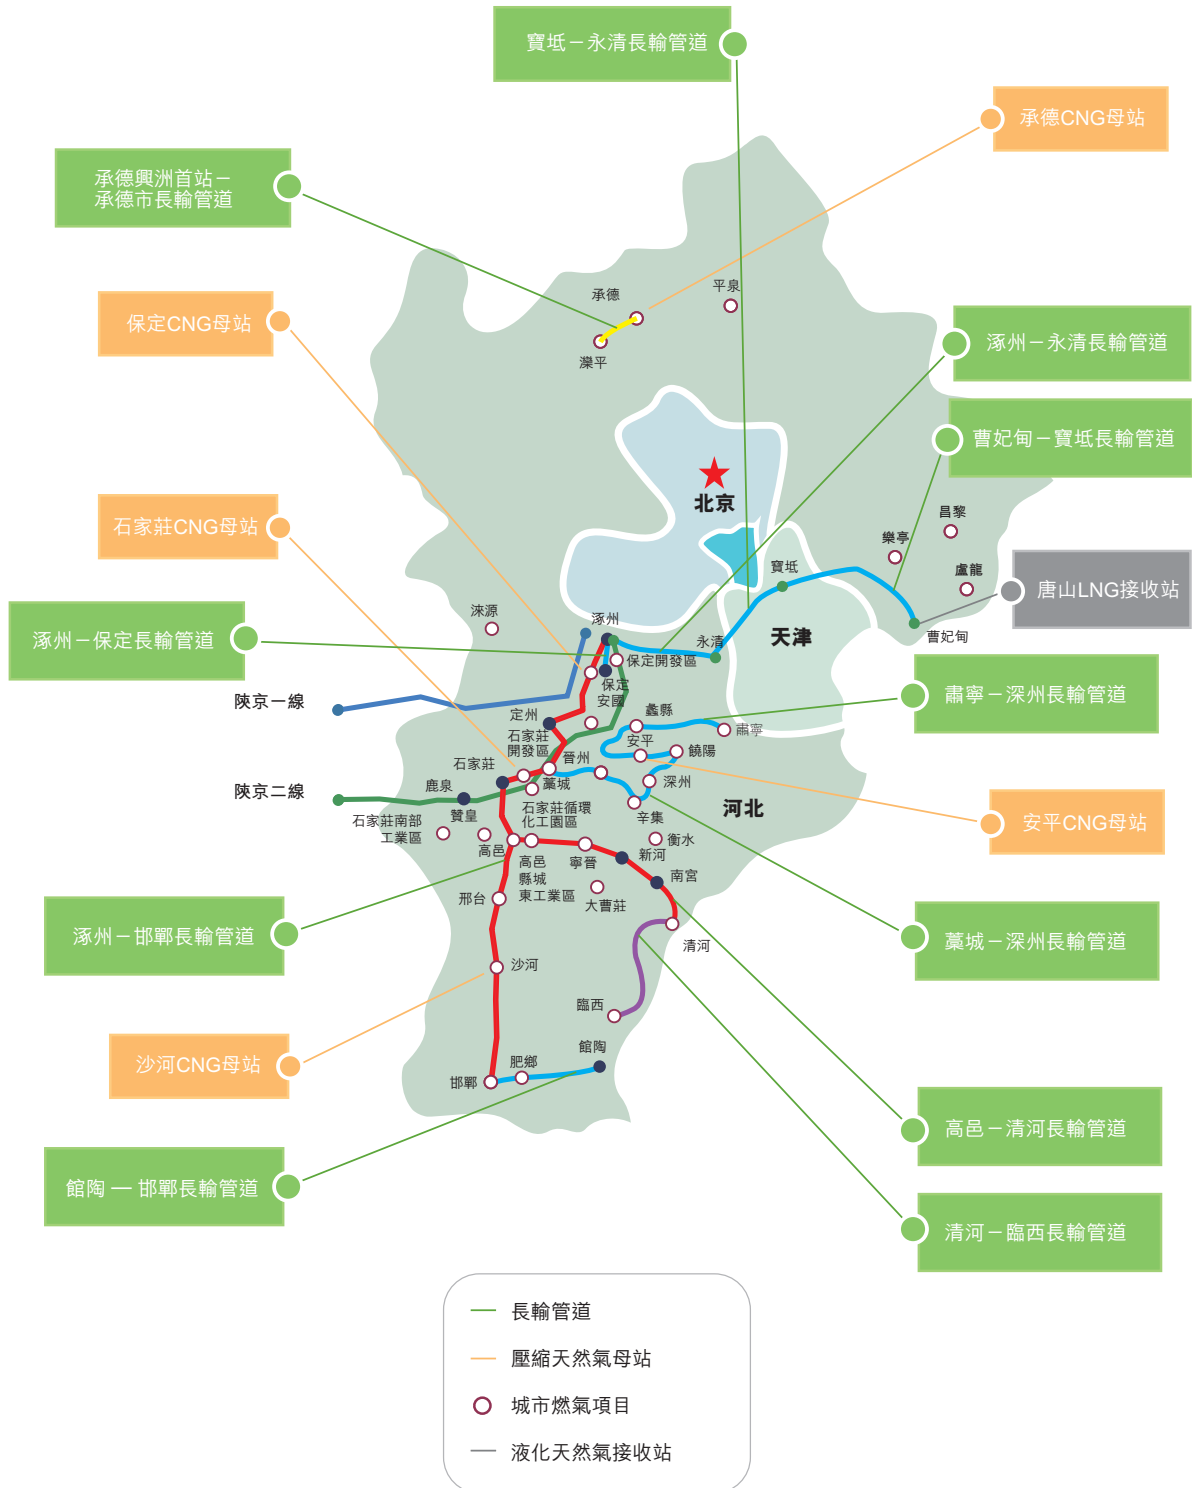 寶坻－永清長輸管道
承德CNG母站
承德興洲首站－
承德市長輸管道
平泉
承德
灤平
保定CNG母站
涿州－永清長輸管道
曹妃甸－寶坻長輸管道
北京
石家莊CNG母站
昌黎
樂亭
寶坻
盧龍
唐山LNG接收站
淶源
涿州
涿州－保定長輸管道
永清
天津
曹妃甸
保定開發區
保定
安國
陝京一線
肅寧－深州長輸管道
蠡縣
定州
肅寧
石家莊
開發區
安平
饒陽
晉州
石家莊
藁城
深州
鹿泉
陝京二線
河北
石家莊循環
化工園區
贊皇
辛集
石家莊南部
工業區
安平CNG母站
衡水
高邑
新河
高邑
縣城
東工業區
寧晉
南宮
邢台
大曹莊
涿州－邯鄲長輸管道
藁城－深州長輸管道
清河
沙河
臨西
沙河CNG母站
館陶
肥鄉
邯鄲
高邑－清河長輸管道
館陶 — 邯鄲長輸管道
清河－臨西長輸管道
長輸管道
壓縮天然氣母站
城市燃氣項目
液化天然氣接收站